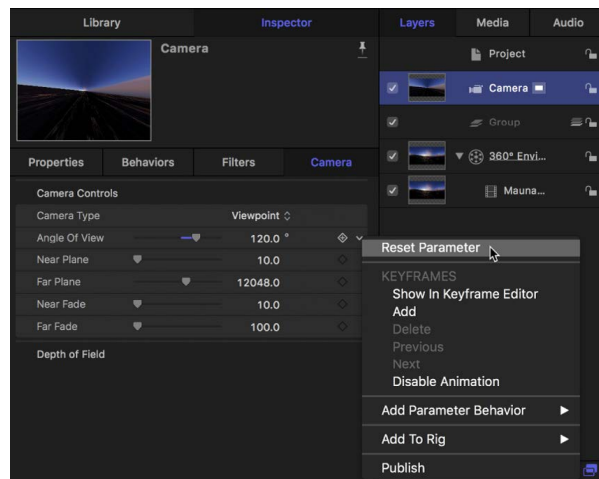 Library
Inspector
Layers
Media
Audio
Camera
Project
Camera
Group
360° Envi...
Mauna...
Properties
Behaviors
Filters
Camera
Camera Controls
Camera Type
Viewpoint
Angle Of View
120.0 °
Near Plane
10.0
Far Plane
12048.0
Near Fade
10.0
Far Fade
100.0
Depth of Field
Reset Parameter
KEYFRAMES
Show In Keyframe Editor
Add
Delete
Previous
Next
Disable Animation
Add Parameter Behavior
Add To Rig
Publish